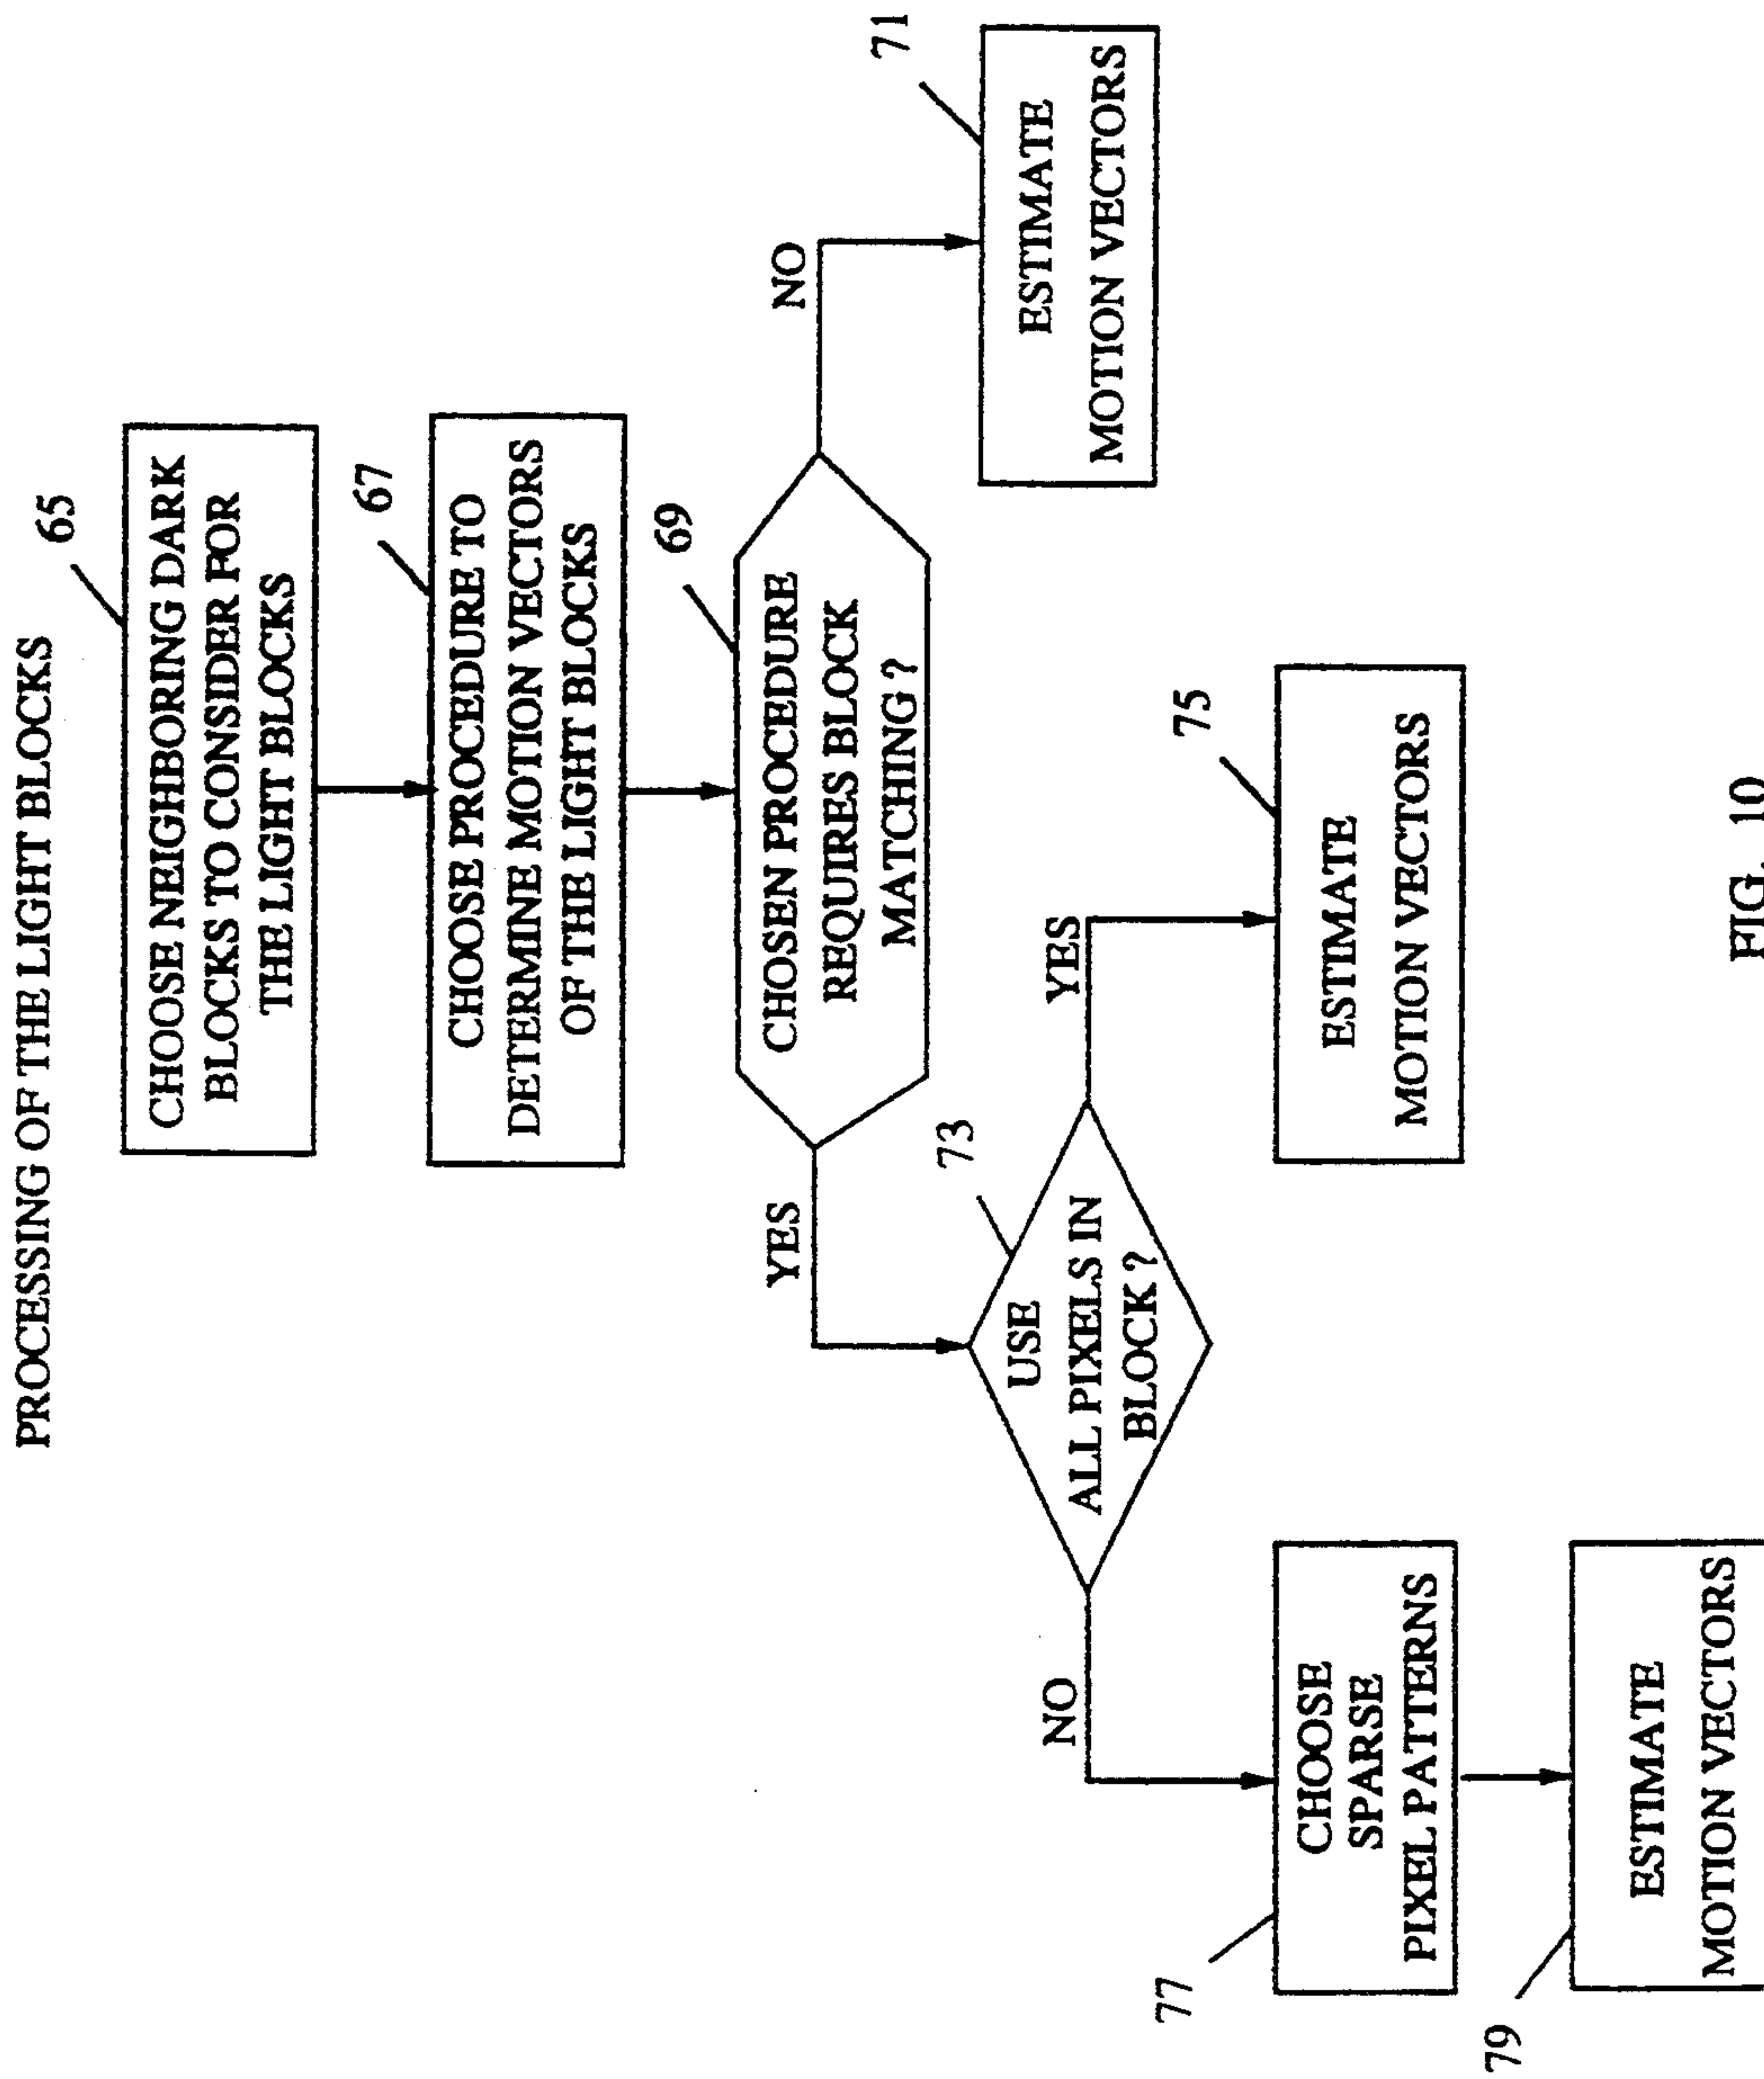 PROCESSING OF THE LIGHT BLOCKS
65
CHOOSE NEIGHBORING DARK
BLOCKS TO CONSIDER FOR
THE LIGHT BLOCKS
67
CHOOSE PROCEDURE TO
DETERMINE MOTION VECTORS
OF THE LIGHT BLOCKS
69
CHOSEN PROCEDURE
REQUIRES BLOCK
MATCHING ?
YES
NO
71
ESTIMATE
MOTION VECTORS
73
USE
ALL PIXELS IN
BLOCK ?
NO
YES
75
ESTIMATE
MOTION VECTORS
77
CHOOSE
SPARSE
PIXEL PATTERNS
79
ESTIMATE
MOTION VECTORS
FIG. 10